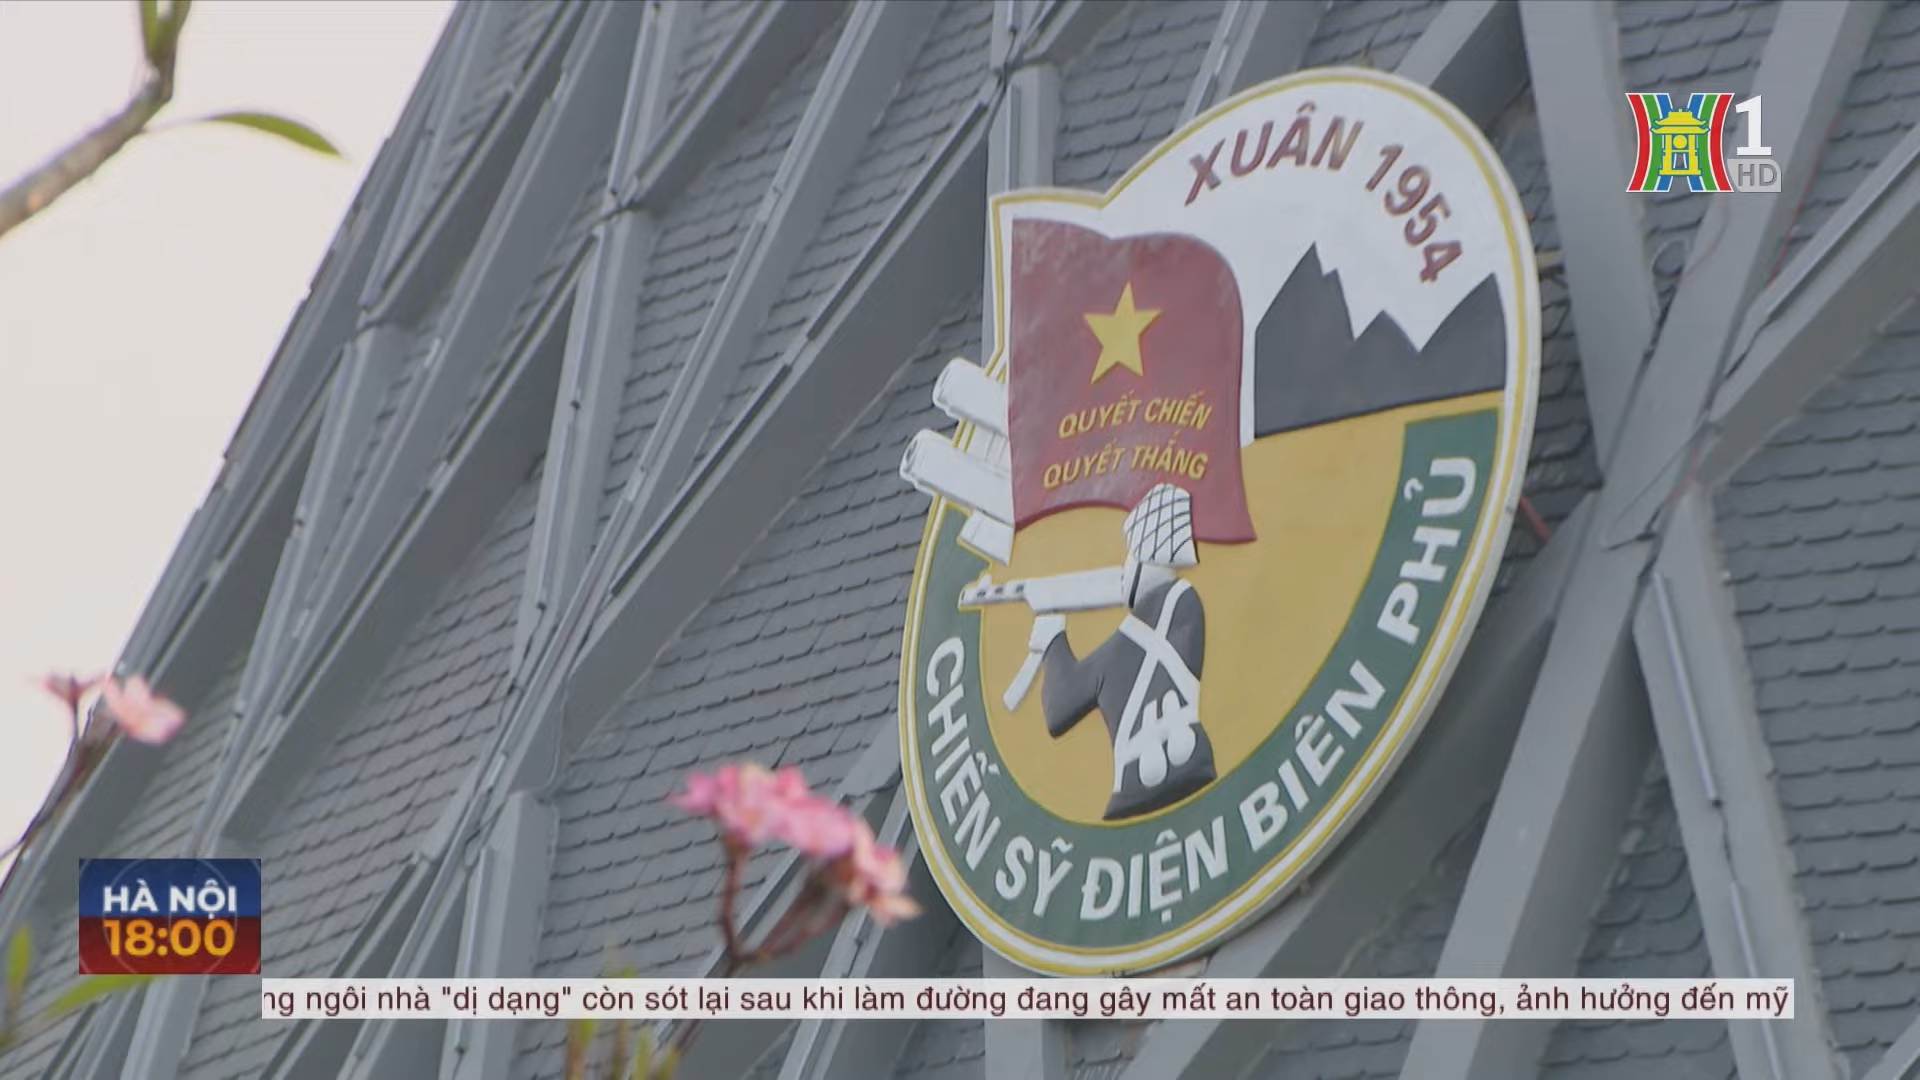 XUÂN 1954
1
HD
QUYẾT CHIẾN
QUYẾT THẮNG
CHIẾN SỸ ĐIỆN BIÊN PHỦ
HÀ NỘI
18:00
ng ngôi nhà "dị dạng" còn sót lại sau khi làm đường đang gây mất an toàn giao thông, ảnh hưởng đến mỹ